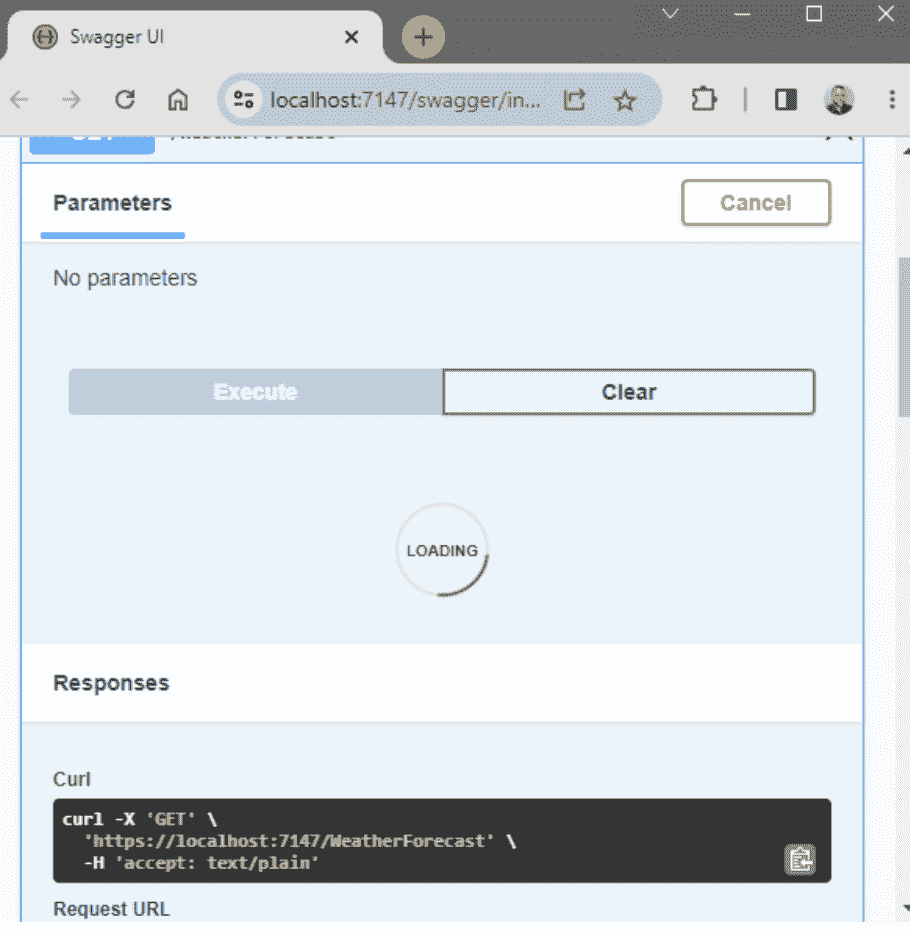 Swagger UI
localhost:7147/swagger/in...
Parameters
Cancel
No parameters
Execute
Clear
LOADING
Responses
Curl
curl -X 'GET' \
'https://localhost:7147/WeatherForecast' \
-H 'accept: text/plain'
Request URL